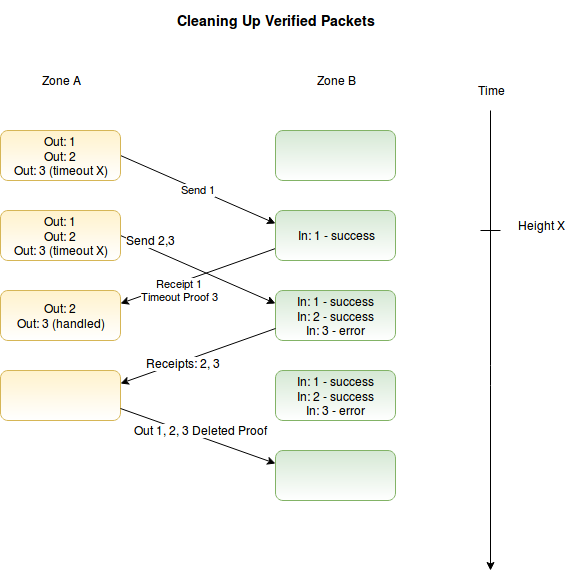 Cleaning Up Verified Packets
Zone A
Zone B
Time
Out: 1
Out: 2
Out: 3 (timeout X)
Send 1
Out: 1
Out: 2
Out: 3 (timeout X)
Send 2,3
In: 1 - success
Height X
Receipt 1
Timeout Proof 3
Out: 2
Out: 3 (handled)
In: 1 - success
In: 2 - success
In: 3 - error
Receipts: 2, 3
In: 1 - success
In: 2 - success
In: 3 - error
Out 1, 2, 3 Deleted Proof